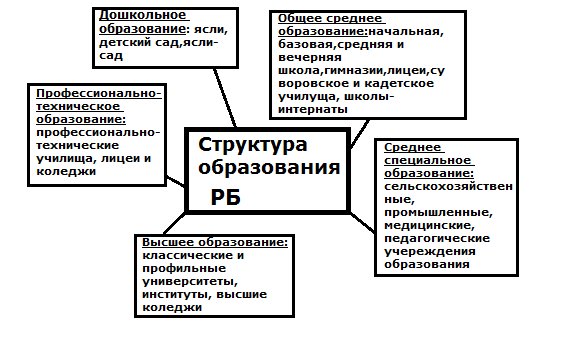 Дошкольное
образование: ясли,
детский сад,ясли-
сад
Общее среднее
образование:начальная,
базовая,средняя и
вечерняя
школа,гимназии,лицеи,су
воровское и кадетское
училуща, школы-
интернаты
Профессионально-
техническое
образование:
профессионально-
технические
училища, лицеи и
коледжи
Структура
образования
РБ
Среднее
специальное
образование:
сельскохозяйствен
ные,
промышленные,
медицинские,
педагогические
учереждения
образования
Высшее образование:
классические и
профильные
университеты,
институты, высшие
коледжи